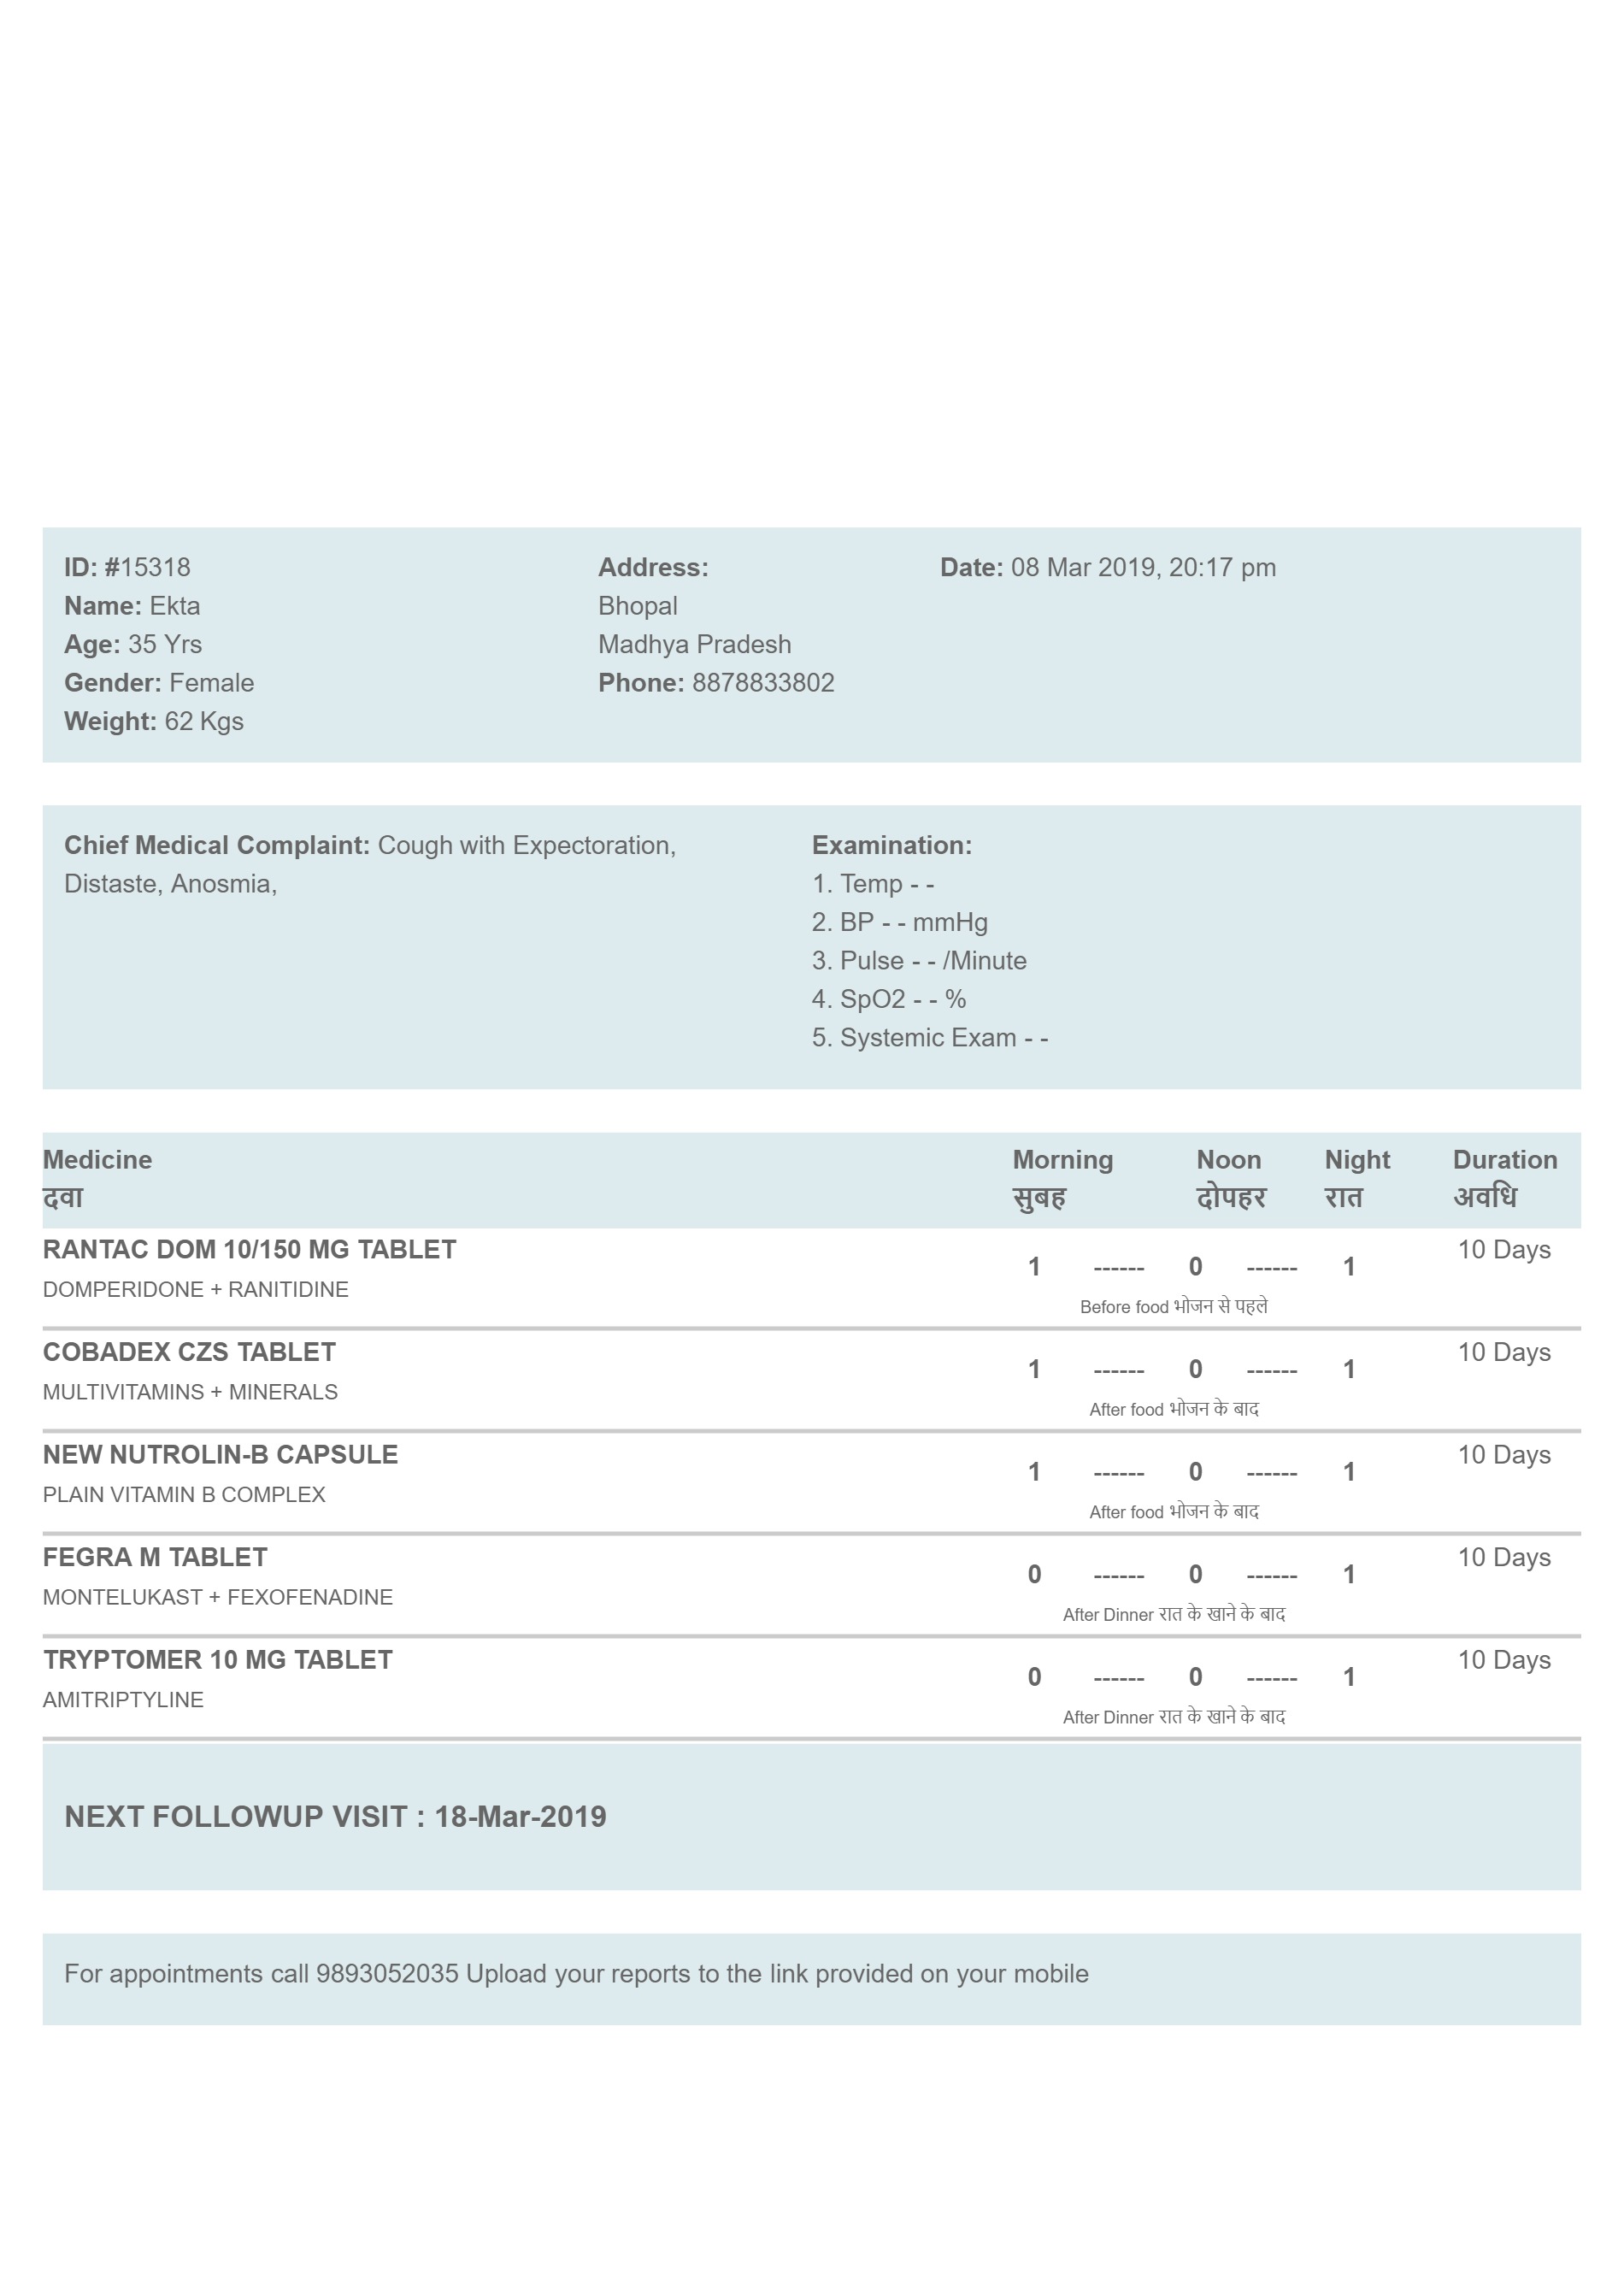 ID: #15318
Name: Ekta
Age: 35 Yrs
Gender: Female
Weight: 62 Kgs
Address:
Bhopal
Madhya Pradesh
Phone: 8878833802
Date: 08 Mar 2019, 20:17 pm
Chief Medical Complaint: Cough with Expectoration,
Distaste, Anosmia,
Examination:
1. Temp - -
2. BP - - mmHg
3. Pulse - - /Minute
4. SpO2 - - %
5. Systemic Exam - -
Medicine Morning Noon Night Duration
दवा सुबह दोपहर रात अवधि
RANTAC DOM 10/150 MG TABLET 1 ------ 0 ------ 1 10 Days
DOMPERIDONE + RANITIDINE
Before food भोजन से पहले
COBADEX CZS TABLET 1 ------ 0 ------ 1 10 Days
MULTIVITAMINS + MINERALS
After food भोजन के बाद
NEW NUTROLIN-B CAPSULE 1 ------ 0 ------ 1 10 Days
PLAIN VITAMIN B COMPLEX
After food भोजन के बाद
FEGRA M TABLET 0 ------ 0 ------ 1 10 Days
MONTELUKAST + FEXOFENADINE
After Dinner रात के खाने के बाद
TRYPTOMER 10 MG TABLET 0 ------ 0 ------ 1 10 Days
AMITRIPTYLINE
After Dinner रात के खाने के बाद
NEXT FOLLOWUP VISIT : 18-Mar-2019
For appointments call 9893052035 Upload your reports to the link provided on your mobile